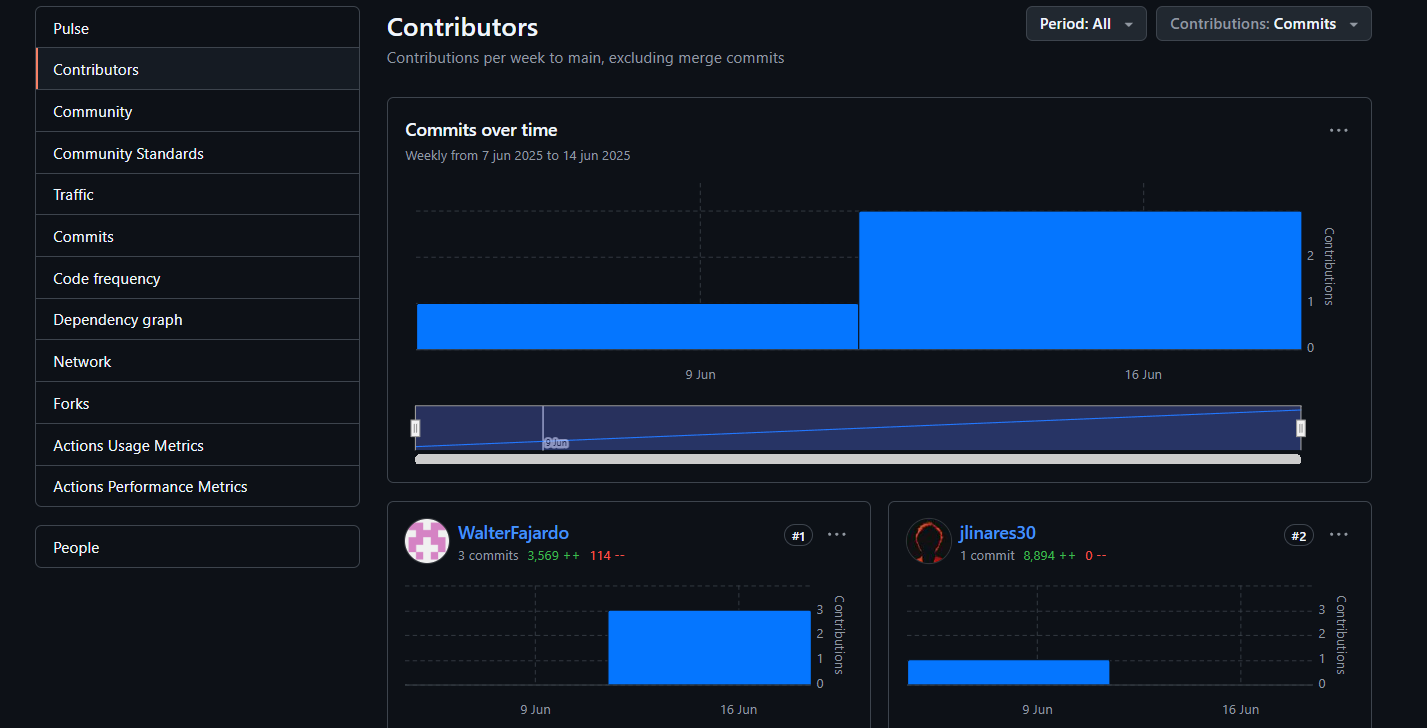 Pulse
Contributors
Community
Community Standards
Traffic
Commits
Code frequency
Dependency graph
Network
Forks
Actions Usage Metrics
Actions Performance Metrics
People
Contributors
Period: All
Contributions: Commits
Contributions per week to main, excluding merge commits
Commits over time
Weekly from 7 jun 2025 to 14 jun 2025
2
1
0
Contributions
9 Jun
16 Jun
9 Jun
WalterFajardo
#1
3 commits 3,569 ++ 114 --
3
2
1
0
Contributions
9 Jun
16 Jun
jlinares30
#2
1 commit 8,894 ++ 0 --
3
2
1
0
Contributions
9 Jun
16 Jun